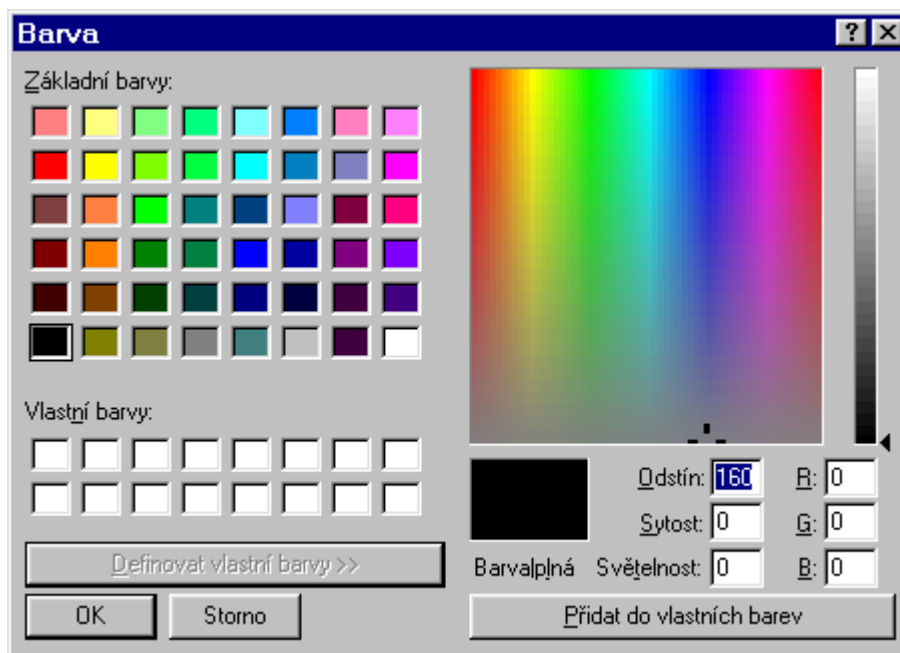 Barva
Základní barvy:
Vlastní barvy:
Definovat vlastní barvy >>
OK
Storno
Odstín: 160
R: 0
Sytost: 0
G: 0
Barva|plná
Světelnost: 0
B: 0
Přidat do vlastních barev